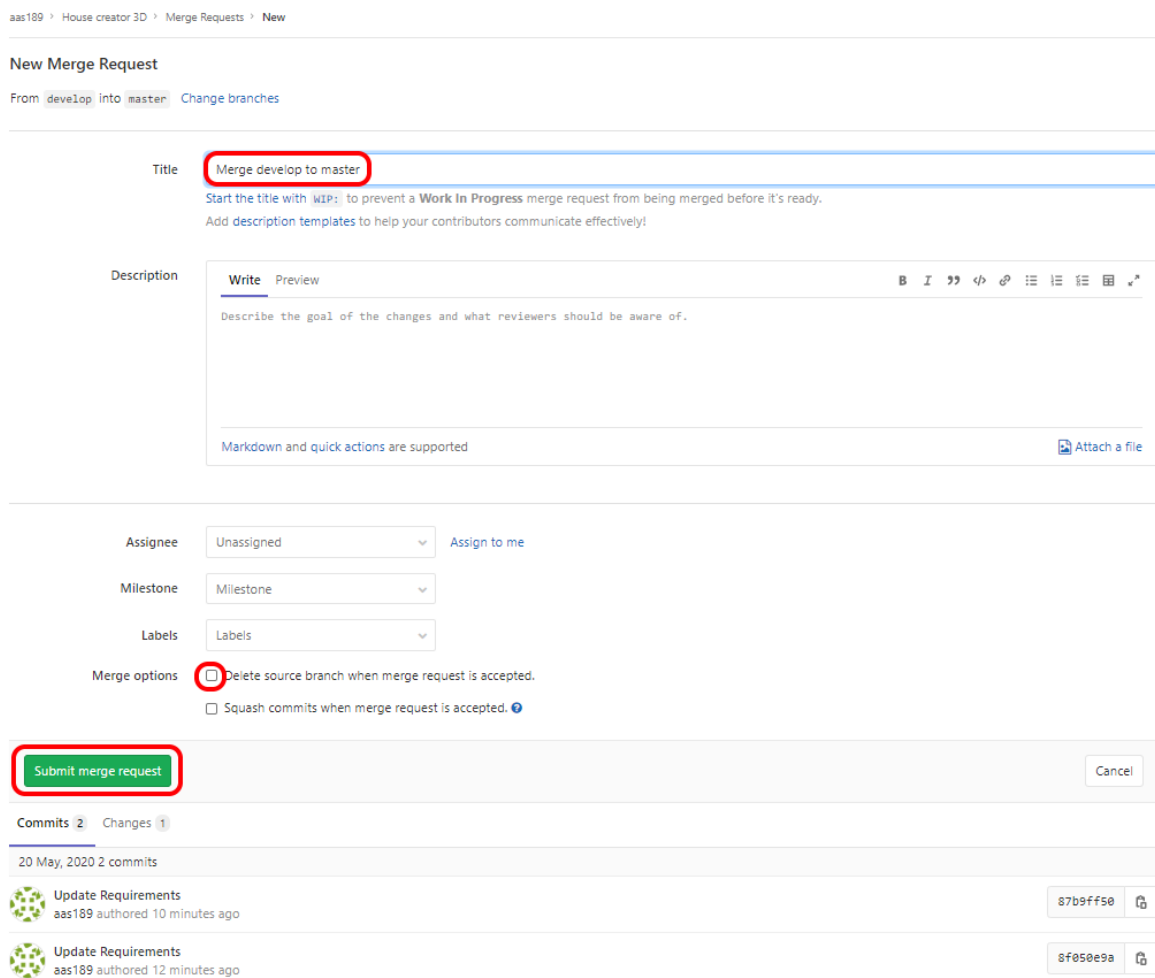 aas189 > House creator 3D > Merge Requests > New
New Merge Request
From develop into master Change branches
Title Merge develop to master
Start the title with WIP: to prevent a Work In Progress merge request from being merged before it's ready.
Add description templates to help your contributors communicate effectively!
Description Write Preview B I
Describe the goal of the changes and what reviewers should be aware of.
Markdown and quick actions are supported Attach a file
Assignee Unassigned Assign to me
Milestone Milestone
Labels Labels
Merge options Delete source branch when merge request is accepted.
Squash commits when merge request is accepted. ?
Submit merge request Cancel
Commits 2 Changes 1
20 May, 2020 2 commits
Update Requirements
aas189 authored 10 minutes ago 87b9ff50
Update Requirements
aas189 authored 12 minutes ago 8f050e9a